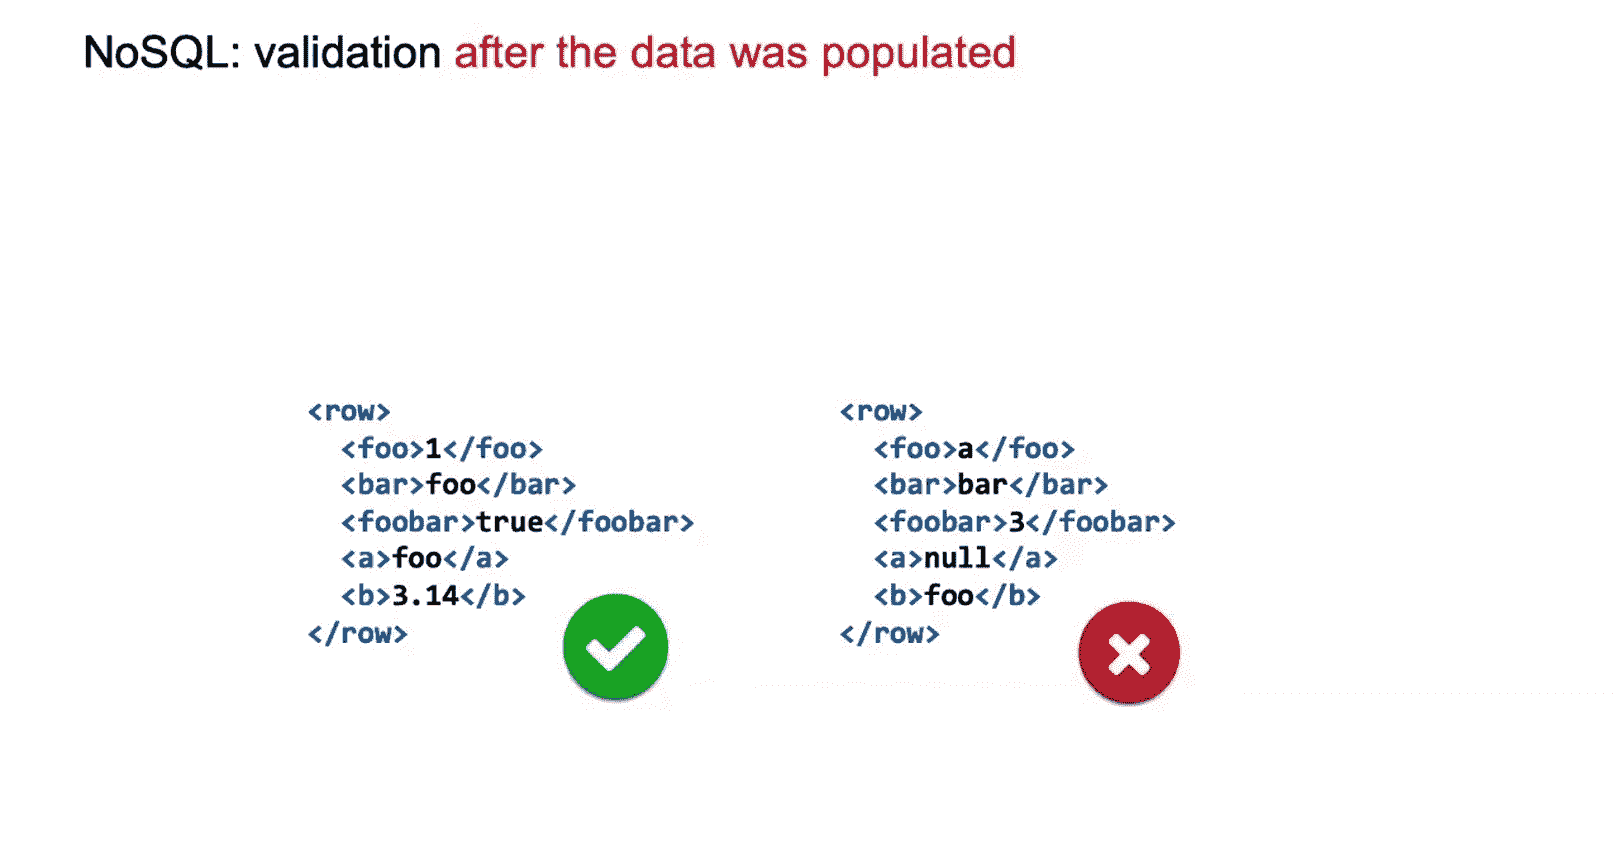 NoSQL: validation after the data was populated
<row>
<foo>1</foo>
<bar>foo</bar>
<foobar>true</foobar>
<a>foo</a>
<b>3.14</b>
</row>
<row>
<foo>a</foo>
<bar>bar</bar>
<foobar>3</foobar>
<a>null</a>
<b>foo</b>
</row>